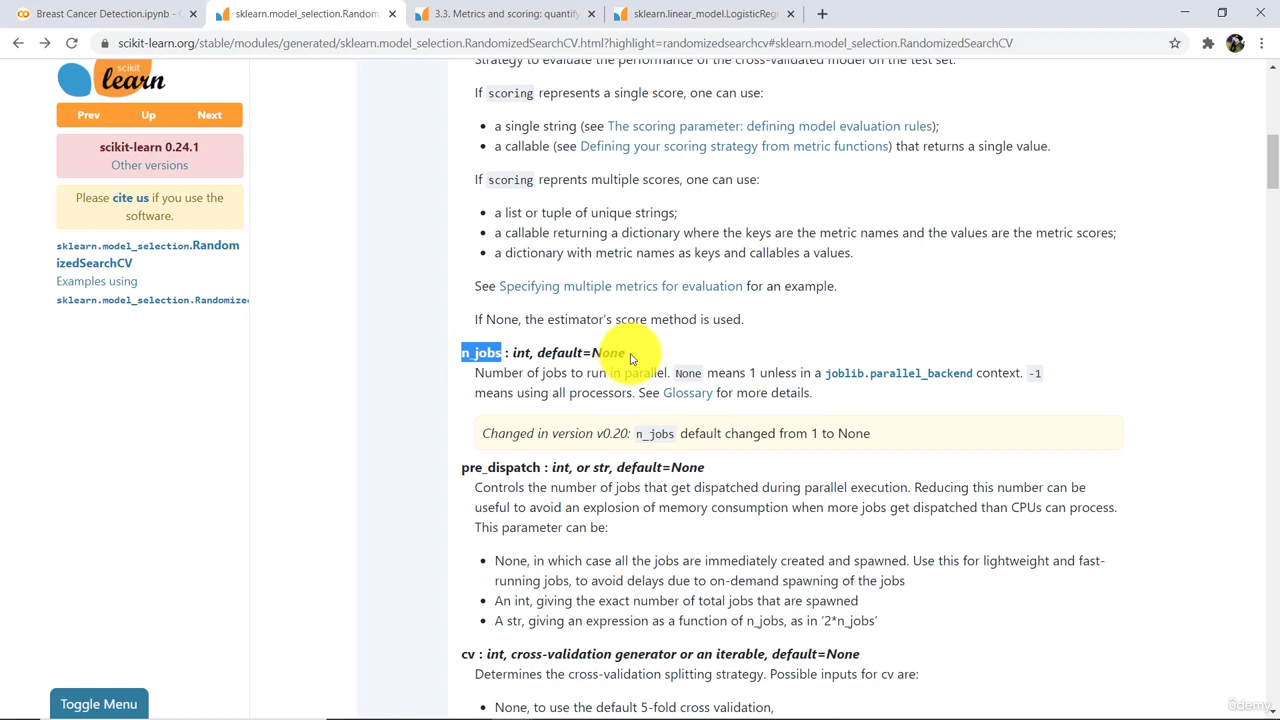 Breast Cancer Detection.ipynb - C
sklearn.model_selection.Random
3.3. Metrics and scoring: quantify
sklearn.linear_model.LogisticReg
scikit-learn.org/stable/modules/generated/sklearn.model_selection.RandomizedSearchCV.html?highlight=randomizedsearchcv#sklearn.model_selection.RandomizedSearchCV
scikit
learn
Prev Up Next
scikit-learn 0.24.1
Other versions
Please cite us if you use the
software.
sklearn.model_selection.Random
izedSearchCV
Examples using
sklearn.model_selection.Randomize
Strategy to evaluate the performance of the cross-validated model on the test set.
If scoring represents a single score, one can use:
• a single string (see The scoring parameter: defining model evaluation rules);
• a callable (see Defining your scoring strategy from metric functions) that returns a single value.
If scoring reprents multiple scores, one can use:
• a list or tuple of unique strings;
• a callable returning a dictionary where the keys are the metric names and the values are the metric scores;
• a dictionary with metric names as keys and callables a values.
See Specifying multiple metrics for evaluation for an example.
If None, the estimator’s score method is used.
n_jobs : int, default=None
Number of jobs to run in parallel. None means 1 unless in a joblib.parallel_backend context. -1
means using all processors. See Glossary for more details.
Changed in version v0.20: n_jobs default changed from 1 to None
pre_dispatch : int, or str, default=None
Controls the number of jobs that get dispatched during parallel execution. Reducing this number can be
useful to avoid an explosion of memory consumption when more jobs get dispatched than CPUs can process.
This parameter can be:
• None, in which case all the jobs are immediately created and spawned. Use this for lightweight and fast-
running jobs, to avoid delays due to on-demand spawning of the jobs
• An int, giving the exact number of total jobs that are spawned
• A str, giving an expression as a function of n_jobs, as in ‘2*n_jobs’
cv : int, cross-validation generator or an iterable, default=None
Determines the cross-validation splitting strategy. Possible inputs for cv are:
• None, to use the default 5-fold cross validation,
Toggle Menu
ûdemy